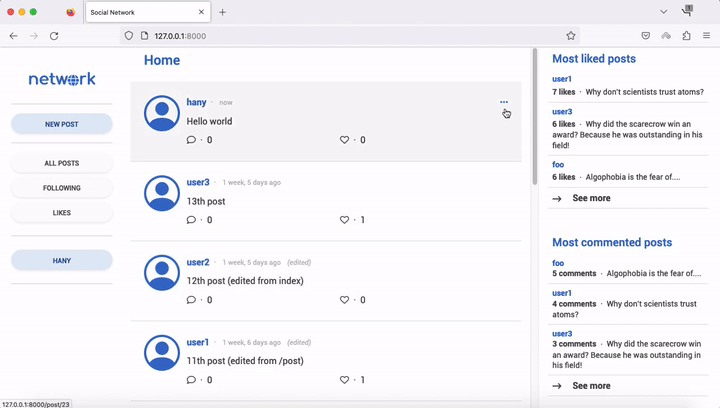 Social Network
127.0.0.1:8000
network
NEW POST
ALL POSTS
FOLLOWING
LIKES
HANY
Home
hany · now
Hello world
· 0 · 0
user3 · 1 week, 5 days ago
13th post
· 0 · 1
user2 · 1 week, 5 days ago (edited)
12th post (edited from index)
· 0 · 0
user1 · 1 week, 6 days ago (edited)
11th post (edited from /post)
· 0 · 1
Most liked posts
user1
7 likes · Why don't scientists trust atoms?
user3
6 likes · Why did the scarecrow win an
award? Because he was outstanding in his
field!
foo
6 likes · Algophobia is the fear of....
See more
Most commented posts
foo
5 comments · Algophobia is the fear of....
user1
4 comments · Why don't scientists trust
atoms?
user3
3 comments · Why did the scarecrow win
an award? Because he was outstanding in
his field!
See more
127.0.0.1:8000/post/23